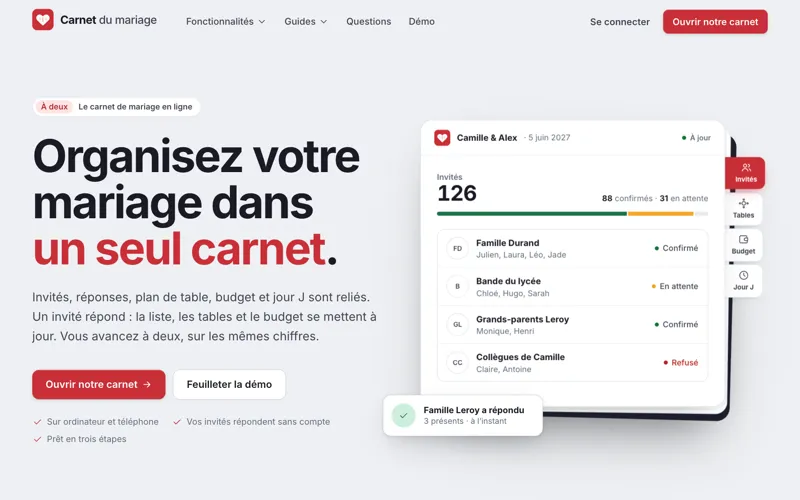 Carnet du mariage
Fonctionnalités
Guides
Questions
Démo
Se connecter
Ouvrir notre carnet
À deux
Le carnet de mariage en ligne
Organisez votre
mariage dans
un seul carnet.
Invités, réponses, plan de table, budget et jour J sont reliés.
Un invité répond : la liste, les tables et le budget se mettent à
jour. Vous avancez à deux, sur les mêmes chiffres.
Ouvrir notre carnet →
Feuilleter la démo
Sur ordinateur et téléphone
Vos invités répondent sans compte
Prêt en trois étapes
Camille & Alex · 5 juin 2027
À jour
Invités
126
88 confirmés · 31 en attente
FD
Famille Durand
Julien, Laura, Léo, Jade
Confirmé
B
Bande du lycée
Chloé, Hugo, Sarah
En attente
GL
Grands-parents Leroy
Monique, Henri
Confirmé
CC
Collègues de Camille
Claire, Antoine
Refusé
Invités
Tables
Budget
Jour J
Famille Leroy a répondu
3 présents · à l'instant